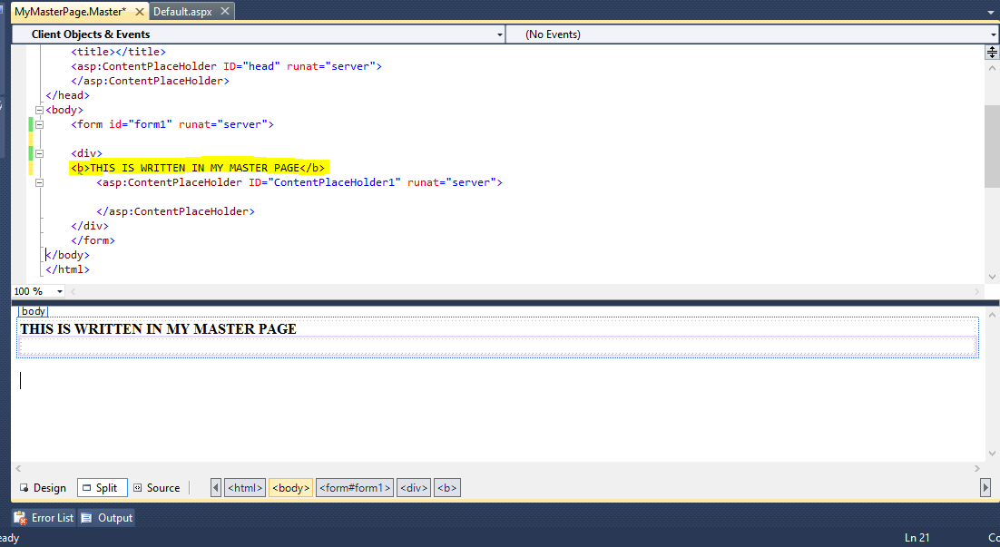 MyMasterPage.Master* Default.aspx
Client Objects & Events (No Events)
<title></title>
<asp:ContentPlaceHolder ID="head" runat="server">
</asp:ContentPlaceHolder>
</head>
<body>
<form id="form1" runat="server">
<div>
<b>THIS IS WRITTEN IN MY MASTER PAGE</b>
<asp:ContentPlaceHolder ID="ContentPlaceHolder1" runat="server">
</asp:ContentPlaceHolder>
</div>
</form>
</body>
</html>
100 %
body
THIS IS WRITTEN IN MY MASTER PAGE
Design Split Source <html> <body> <form#form1> <div> <b>
Error List Output
eady Ln 21 Co